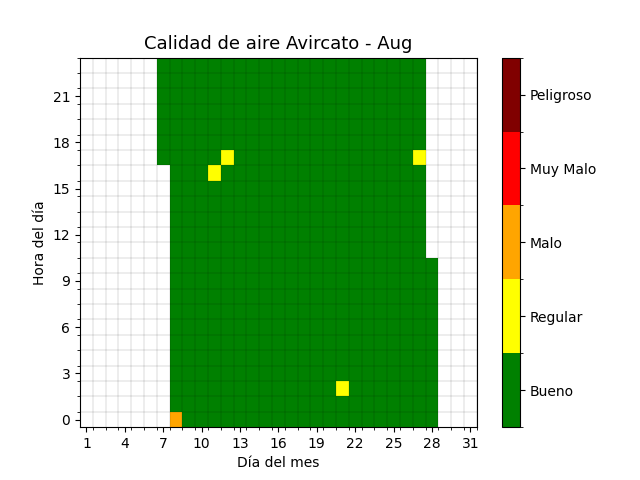 Calidad de aire Avircato - Aug
Hora del día
21
18
15
12
9
6
3
0
1 4 7 10 13 16 19 22 25 28 31
Día del mes
Peligroso
Muy Malo
Malo
Regular
Bueno